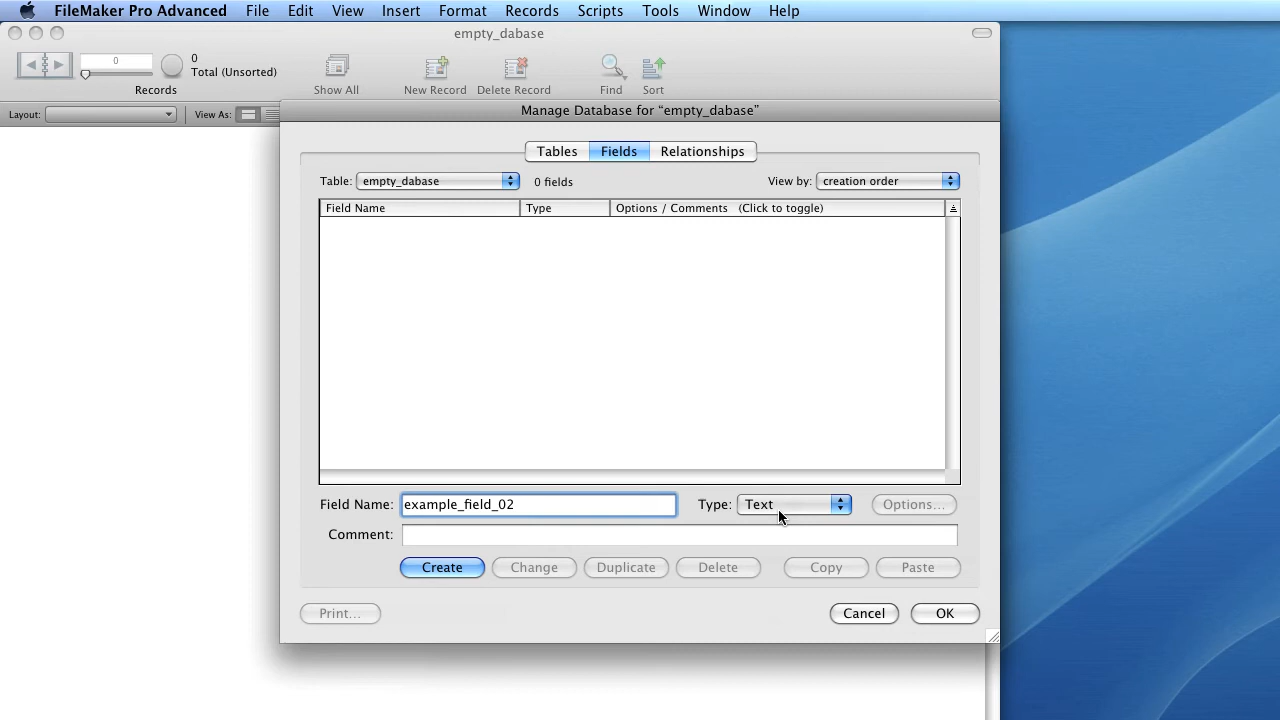 FileMaker Pro Advanced File Edit View Insert Format Records Scripts Tools Window Help
empty_dabase
0
0
Total (Unsorted)
Records
Show All
New Record
Delete Record
Find
Sort
Layout:
View As:
Manage Database for “empty_dabase”
Tables
Fields
Relationships
Table:
empty_dabase
0 fields
View by:
creation order
Field Name
Type
Options / Comments (Click to toggle)
Field Name:
example_field_02
Type:
Text
Options...
Comment:
Create
Change
Duplicate
Delete
Copy
Paste
Print...
Cancel
OK